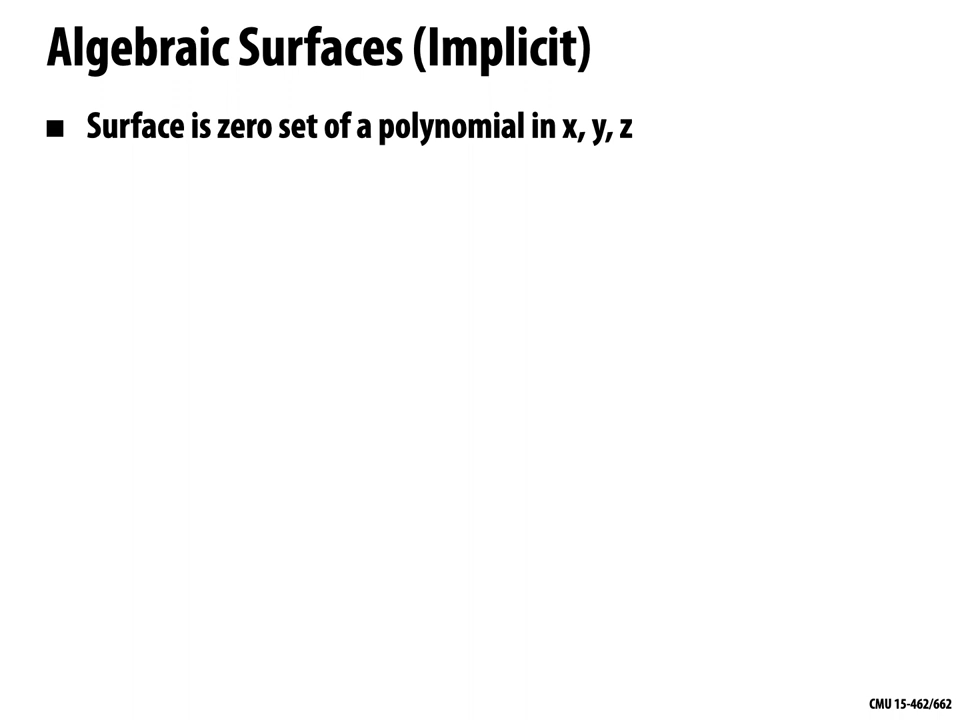 Algebraic Surfaces (Implicit)
■ Surface is zero set of a polynomial in x, y, z
CMU 15-462/662